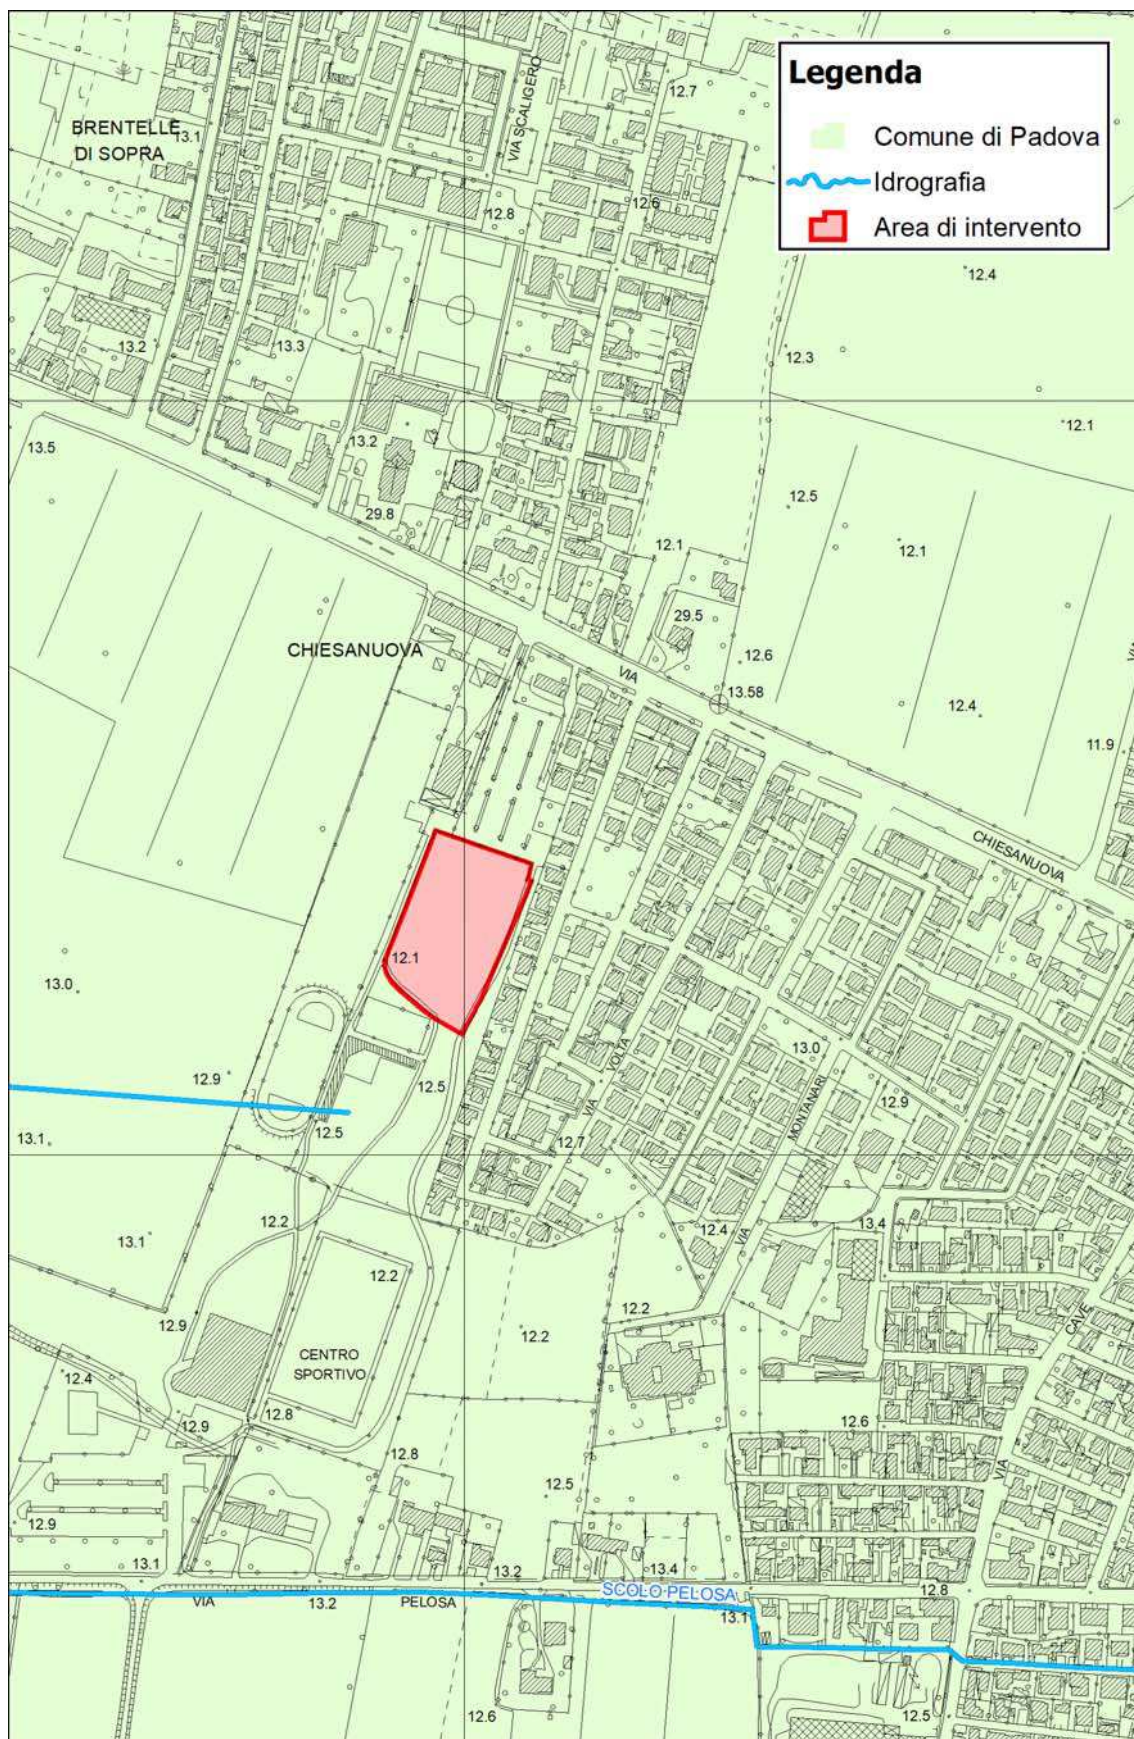 Legenda
Comune di Padova
Idrografia
Area di intervento
12.7
VIA SCALIGERO
BRENTELLE
13.1
DI SOPRA
12.6
12.8
12.4
13.2
13.3
12.3
12.1
13.5
13.2
12.5
29.8
12.1
12.1
29.5
CHIESANUOVA
12.6
VIA
13.58
12.4
11.9
CHIESANUOVA
12.1
13.0
13.0
VOLTA
12.9
12.5
12.9
VIA
MONTANARI
12.5
13.1
12.7
12.2
12.4
13.4
13.1
VIA
12.2
12.2
12.9
12.2
CAVE
CENTRO
SPORTIVO
12.4
12.8
12.9
12.6
12.8
VIA
12.5
12.9
13.1
13.2
13.4
SCOLO PELOSA
12.8
VIA
13.2
PELOSA
13.1
12.6
12.5